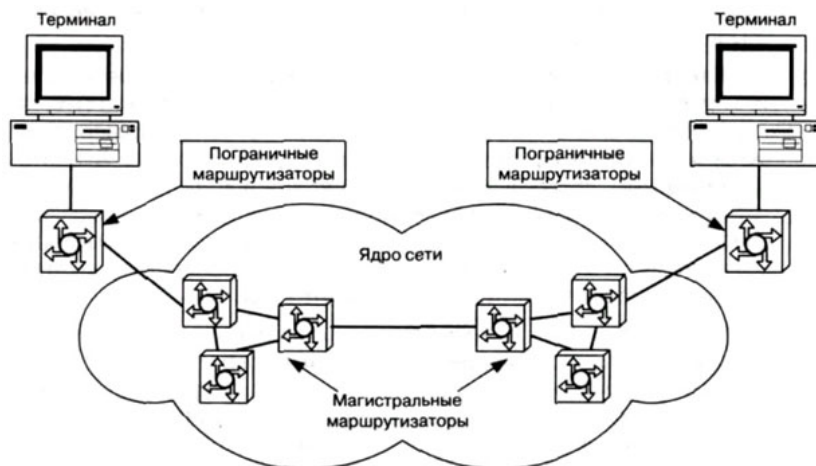 Терминал
Терминал
Пограничные
маршрутизаторы
Пограничные
маршрутизаторы
Ядро сети
Магистральные
маршрутизаторы